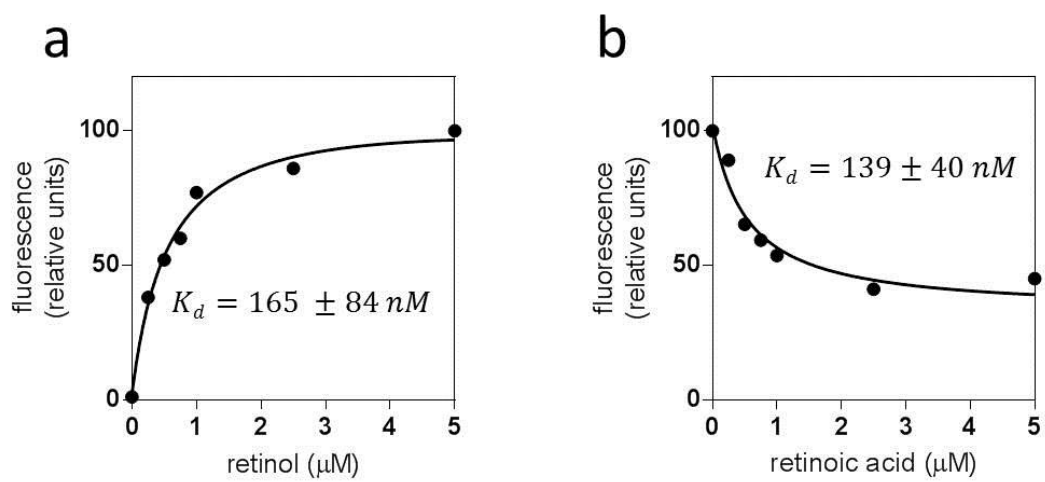 a
100
50
0
0 1 2 3 4 5
fluorescence
(relative units)
retinol (μM)
K_d = 165 ± 84 nM
b
100
50
0
0 1 2 3 4 5
fluorescence
(relative units)
retinoic acid (μM)
K_d = 139 ± 40 nM